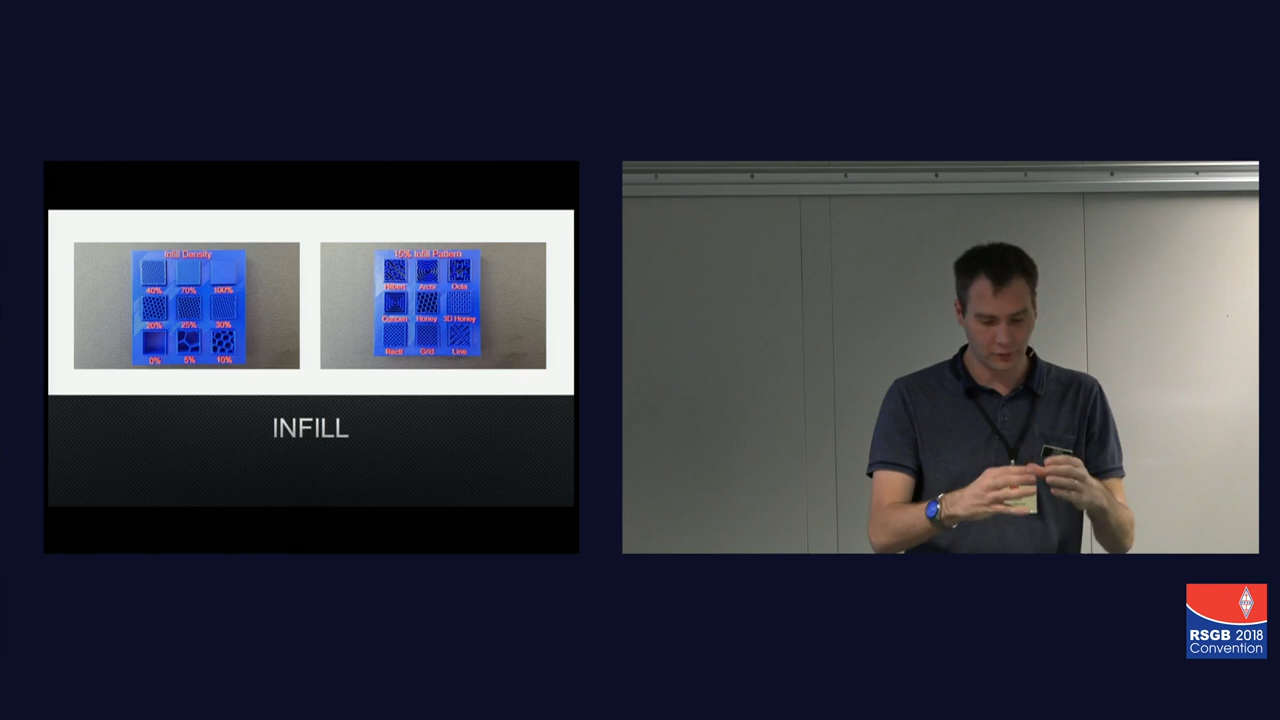 Infill Density
40% 70% 100%
20% 25% 30%
0% 5% 10%
15% Infill Pattern
Hilbert Archi Octa
Concen Honey 3D Honey
Recti Grid Line
INFILL
RSGB 2018
Convention